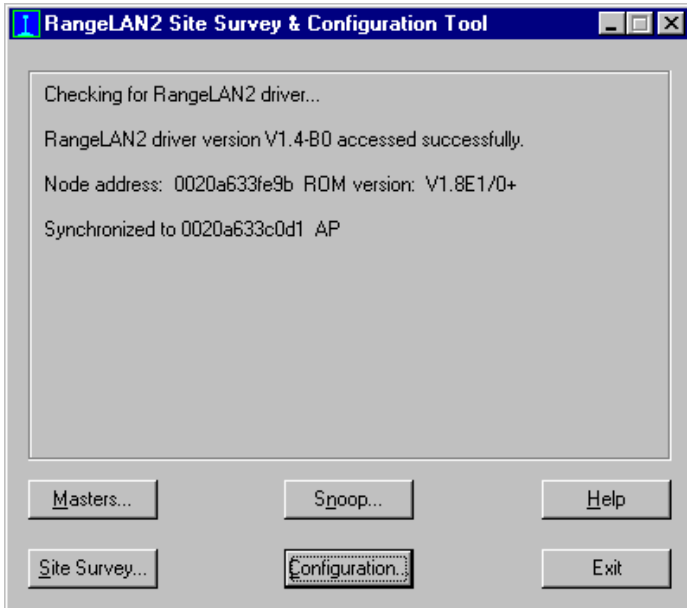 RangeLAN2 Site Survey & Configuration Tool
Checking for RangeLAN2 driver...
RangeLAN2 driver version V1.4-B0 accessed successfully.
Node address:  0020a633fe9b  ROM version:  V1.8E1/0+
Synchronized to 0020a633c0d1  AP
Masters...
Snoop...
Help
Site Survey...
Configuration..
Exit